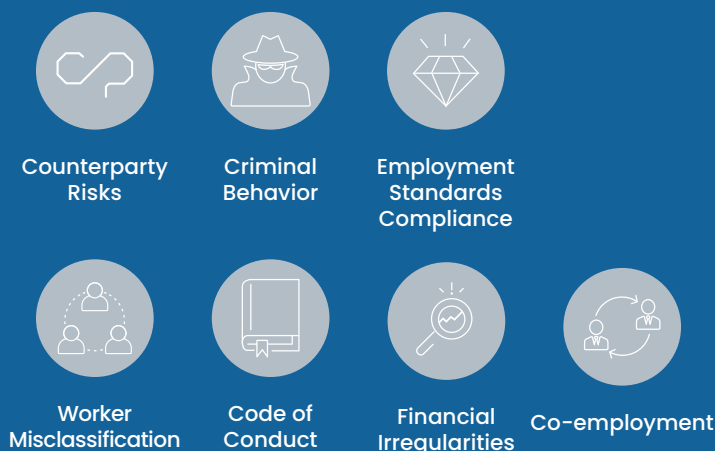 Counterparty
Risks
Criminal
Behavior
Employment
Standards
Compliance
Worker
Misclassification
Code of
Conduct
Financial
Irregularities
Co-employment